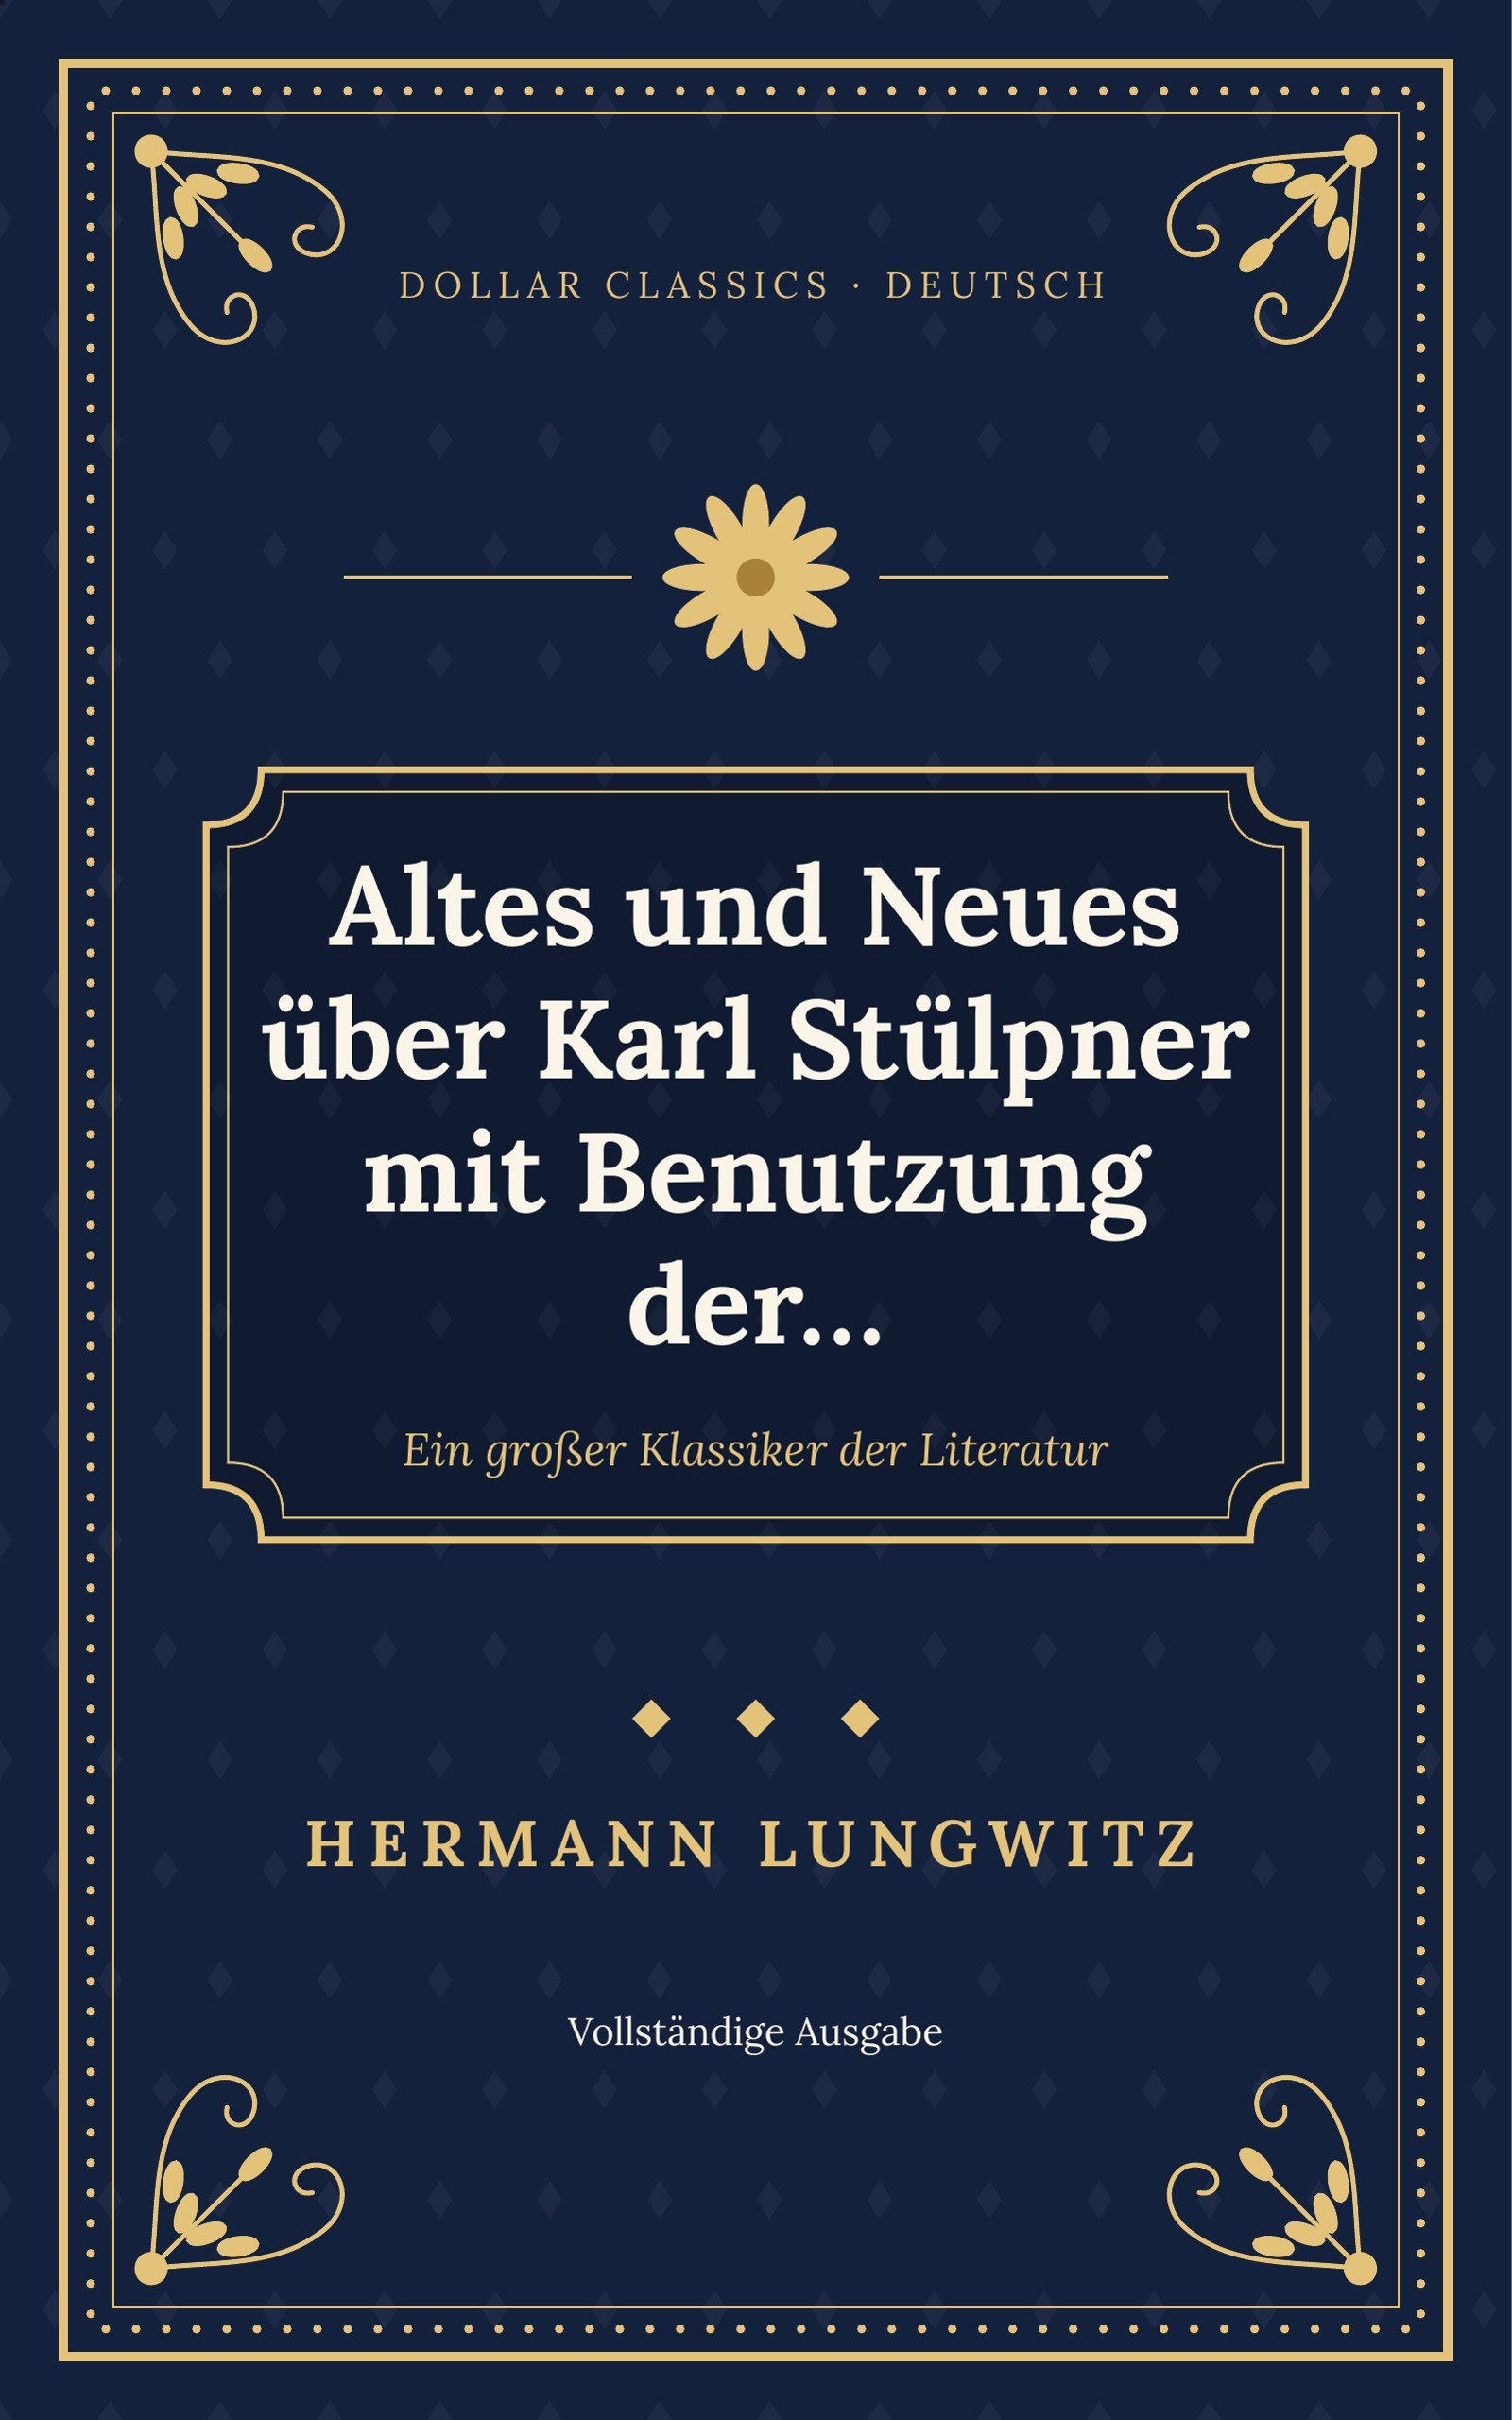 DOLLAR CLASSICS · DEUTSCH
Altes und Neues
über Karl Stülpner
mit Benutzung
der...
Ein großer Klassiker der Literatur
HERMANN LUNGWITZ
Vollständige Ausgabe